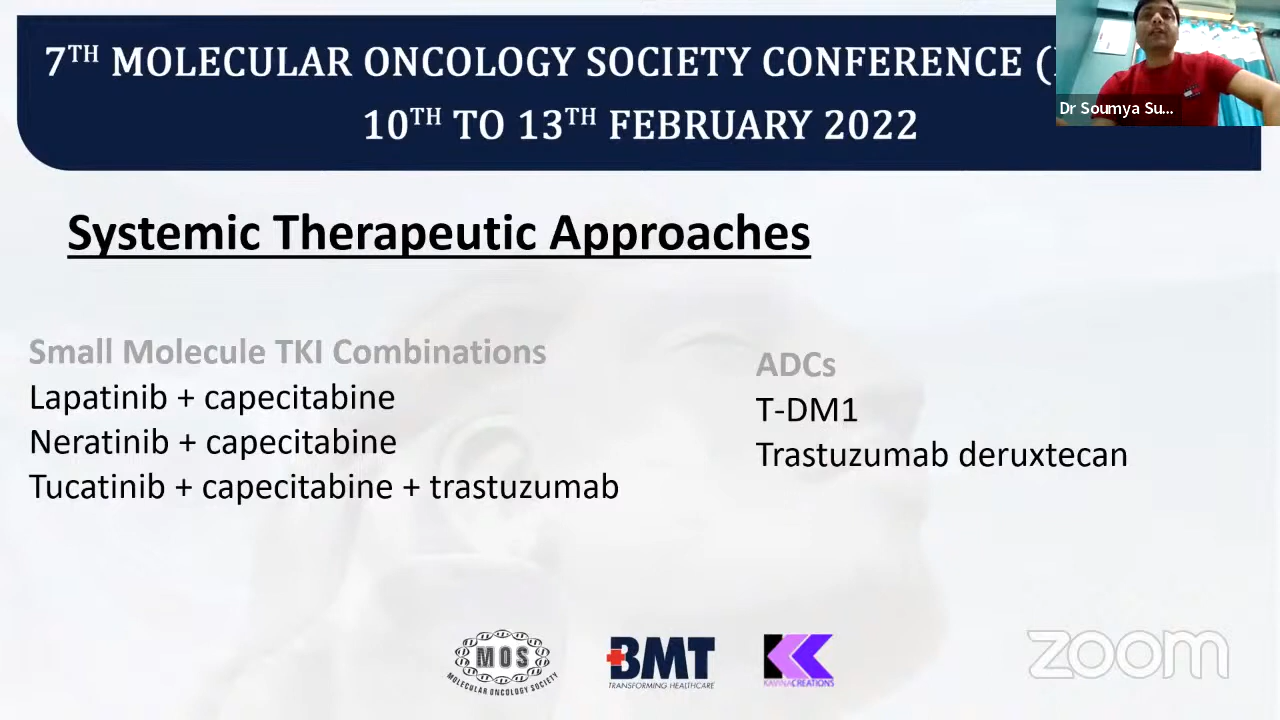 7TH MOLECULAR ONCOLOGY SOCIETY CONFERENCE (
10TH TO 13TH FEBRUARY 2022
Dr Soumya Su...
Systemic Therapeutic Approaches
Small Molecule TKI Combinations
Lapatinib + capecitabine
Neratinib + capecitabine
Tucatinib + capecitabine + trastuzumab
ADCs
T-DM1
Trastuzumab deruxtecan
MOS
MOLECULAR ONCOLOGY SOCIETY
BMT
TRANSFORMING HEALTHCARE
KAVINA CREATIONS
zoom